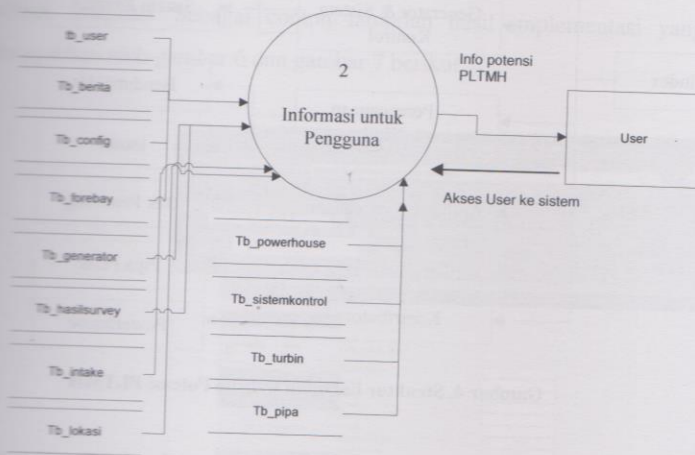 tb_user
Tb_berita
Tb_config
Tb_forebay
Tb_generator
Tb_hasilsurvey
Tb_intake
Tb_lokasi
2
Informasi untuk
Pengguna
Tb_powerhouse
Tb_sistemkontrol
Tb_turbin
Tb_pipa
Info potensi
PLTMH
User
Akses User ke sistem